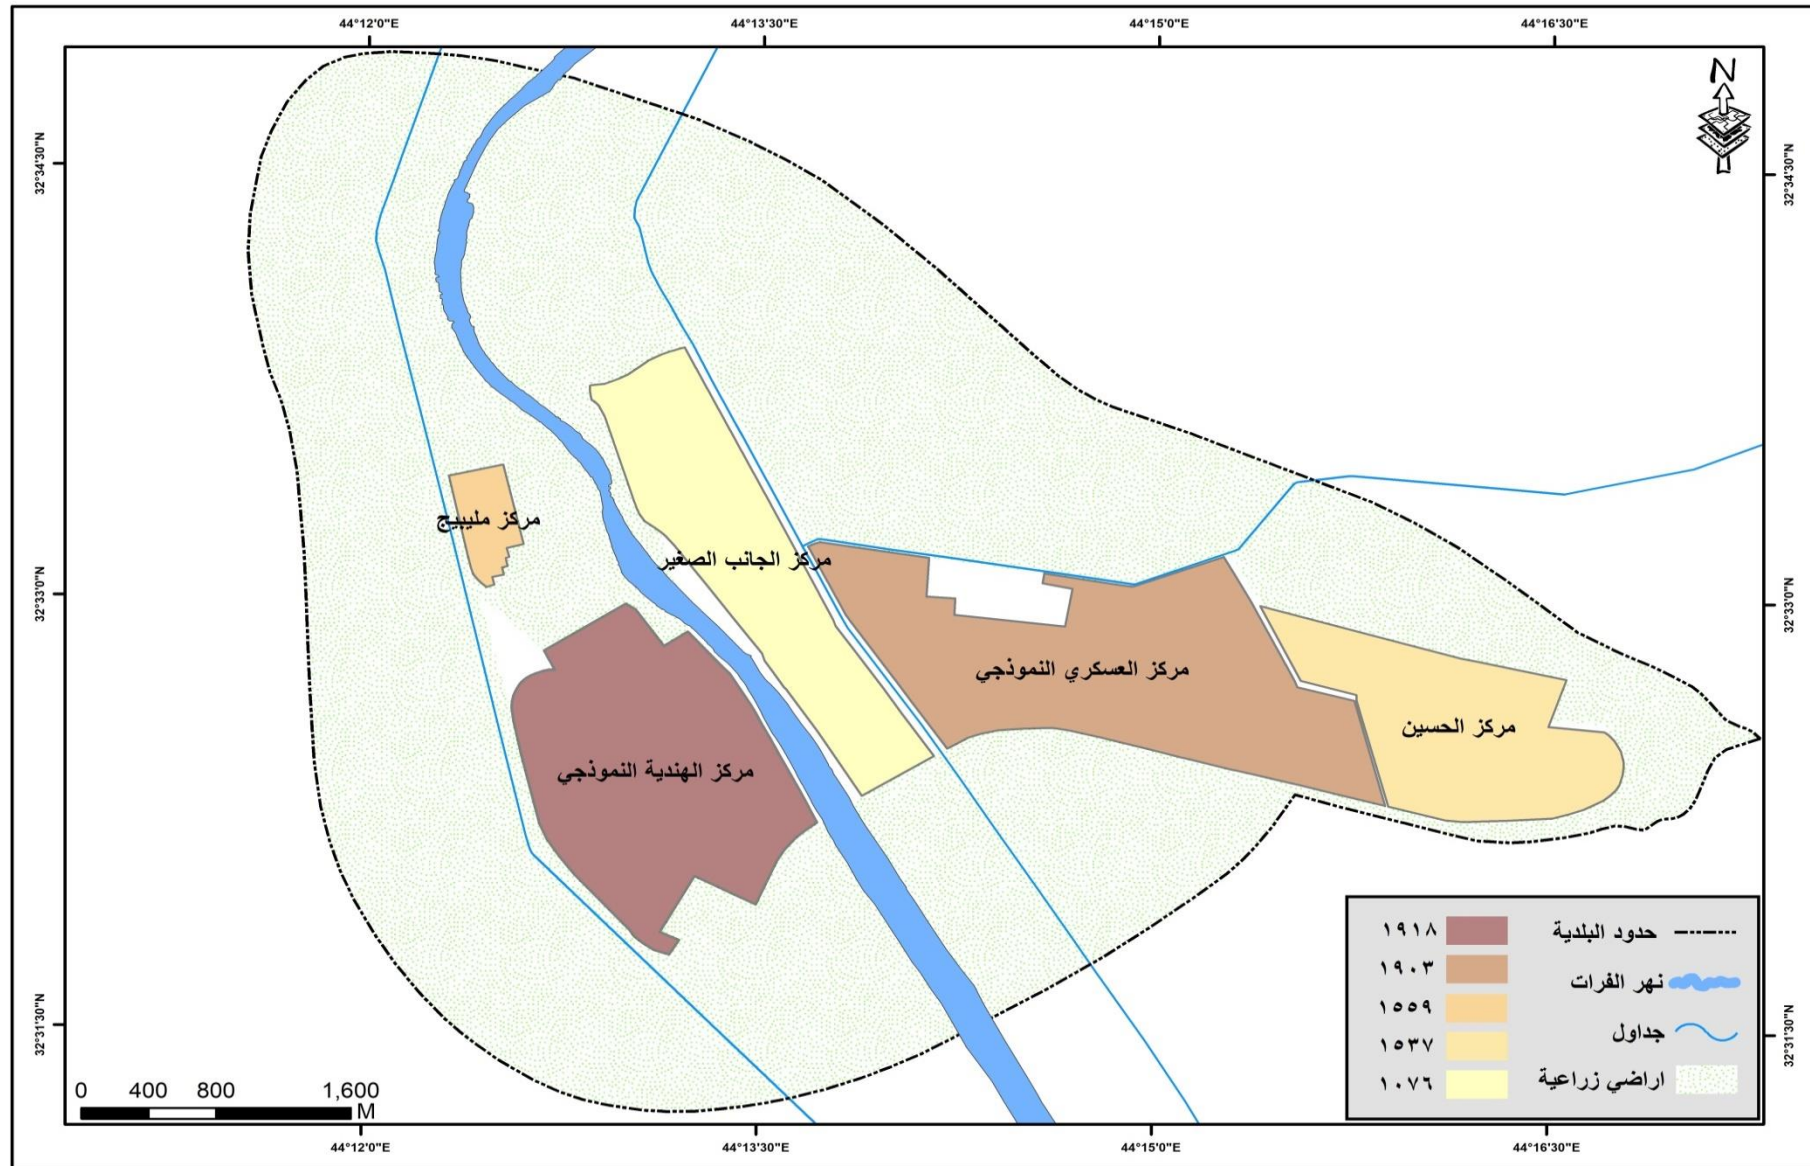 44°12'0"E
44°13'30"E
44°15'0"E
44°16'30"E
N
32°34'30"N
32°34'30"N
مركز مليبيج
مركز الجانب الصغير
32°33'0"N
32°33'0"N
مركز العسكري النموذجي
مركز الحسين
مركز الهندية النموذجي
حدود البلدية
١٩١٨
نهر الفرات
١٩٠٣
جداول
١٥٥٩
اراضي زراعية
١٥٣٧
١٠٧٦
32°31'30"N
32°31'30"N
0 400 800 1,600
M
44°12'0"E
44°13'30"E
44°15'0"E
44°16'30"E